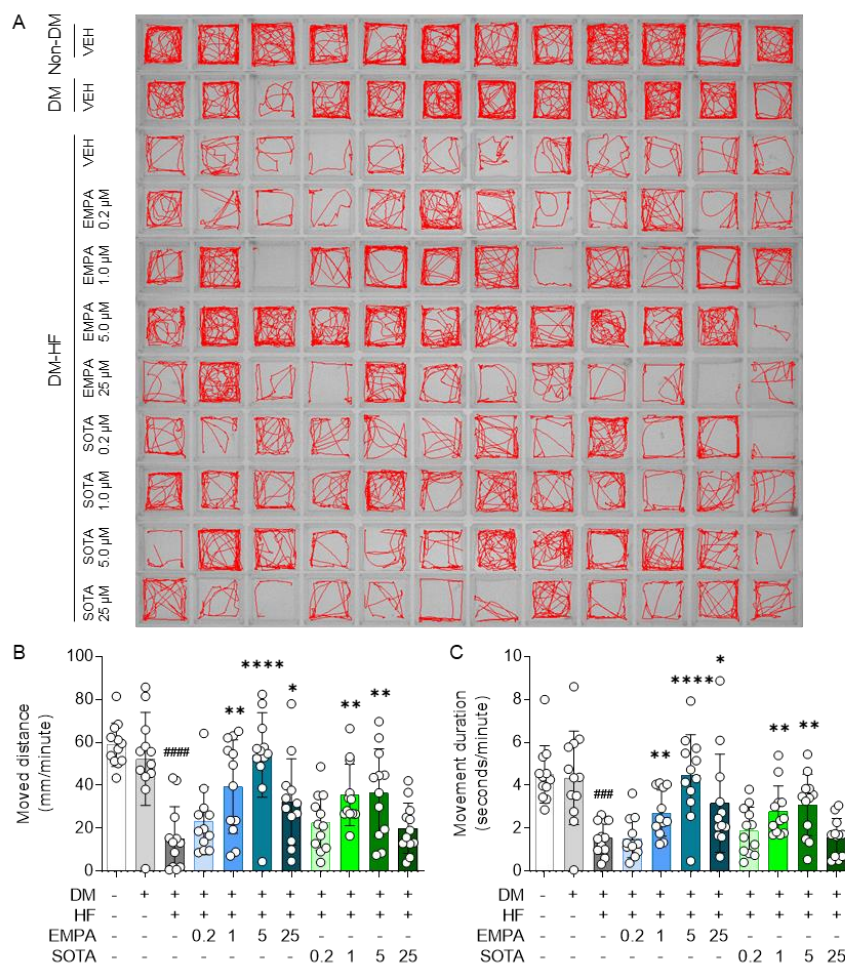 A
Non-DM
VEH
DM
VEH
DM-HF
VEH
EMPA
0.2 µM
EMPA
1.0 µM
EMPA
5.0 µM
EMPA
25 µM
SOTA
0.2 µM
SOTA
1.0 µM
SOTA
5.0 µM
SOTA
25 µM
B
Moved distance
(mm/minute)
100
80
60
40
20
0
####
**
****
*
**
**
DM - + + + + + + + + + +
HF - - + + + + + + + + +
EMPA - - - 0.2 1 5 25 - - - -
SOTA - - - - - - - 0.2 1 5 25
C
Movement duration
(seconds/minute)
10
8
6
4
2
0
###
**
****
*
**
**
DM - + + + + + + + + + +
HF - - + + + + + + + + +
EMPA - - - 0.2 1 5 25 - - - -
SOTA - - - - - - - 0.2 1 5 25